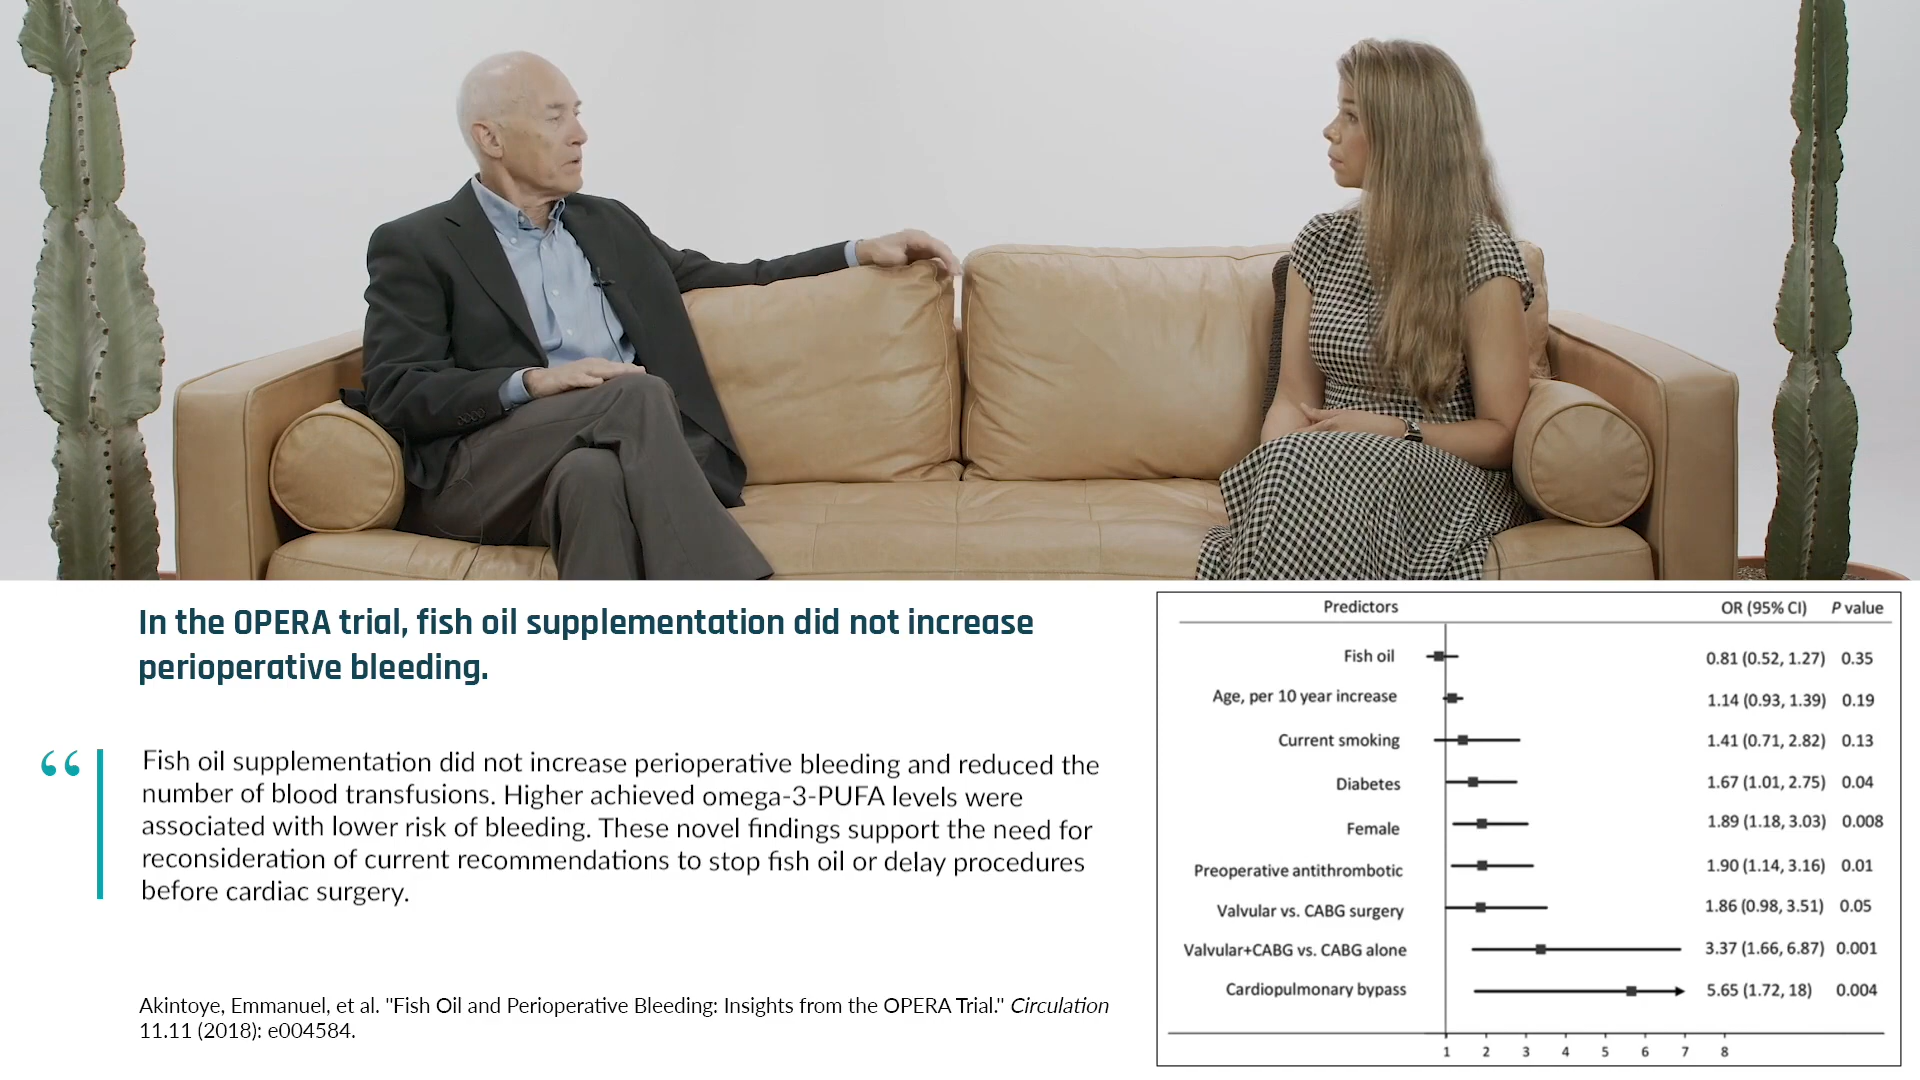 In the OPERA trial, fish oil supplementation did not increase
perioperative bleeding.
“
Fish oil supplementation did not increase perioperative bleeding and reduced the
number of blood transfusions. Higher achieved omega-3-PUFA levels were
associated with lower risk of bleeding. These novel findings support the need for
reconsideration of current recommendations to stop fish oil or delay procedures
before cardiac surgery.
Akintoye, Emmanuel, et al. "Fish Oil and Perioperative Bleeding: Insights from the OPERA Trial." Circulation
11.11 (2018): e004584.
Predictors OR (95% CI) P value
Fish oil 0.81 (0.52, 1.27) 0.35
Age, per 10 year increase 1.14 (0.93, 1.39) 0.19
Current smoking 1.41 (0.71, 2.82) 0.13
Diabetes 1.67 (1.01, 2.75) 0.04
Female 1.89 (1.18, 3.03) 0.008
Preoperative antithrombotic 1.90 (1.14, 3.16) 0.01
Valvular vs. CABG surgery 1.86 (0.98, 3.51) 0.05
Valvular+CABG vs. CABG alone 3.37 (1.66, 6.87) 0.001
Cardiopulmonary bypass 5.65 (1.72, 18) 0.004
1 2 3 4 5 6 7 8